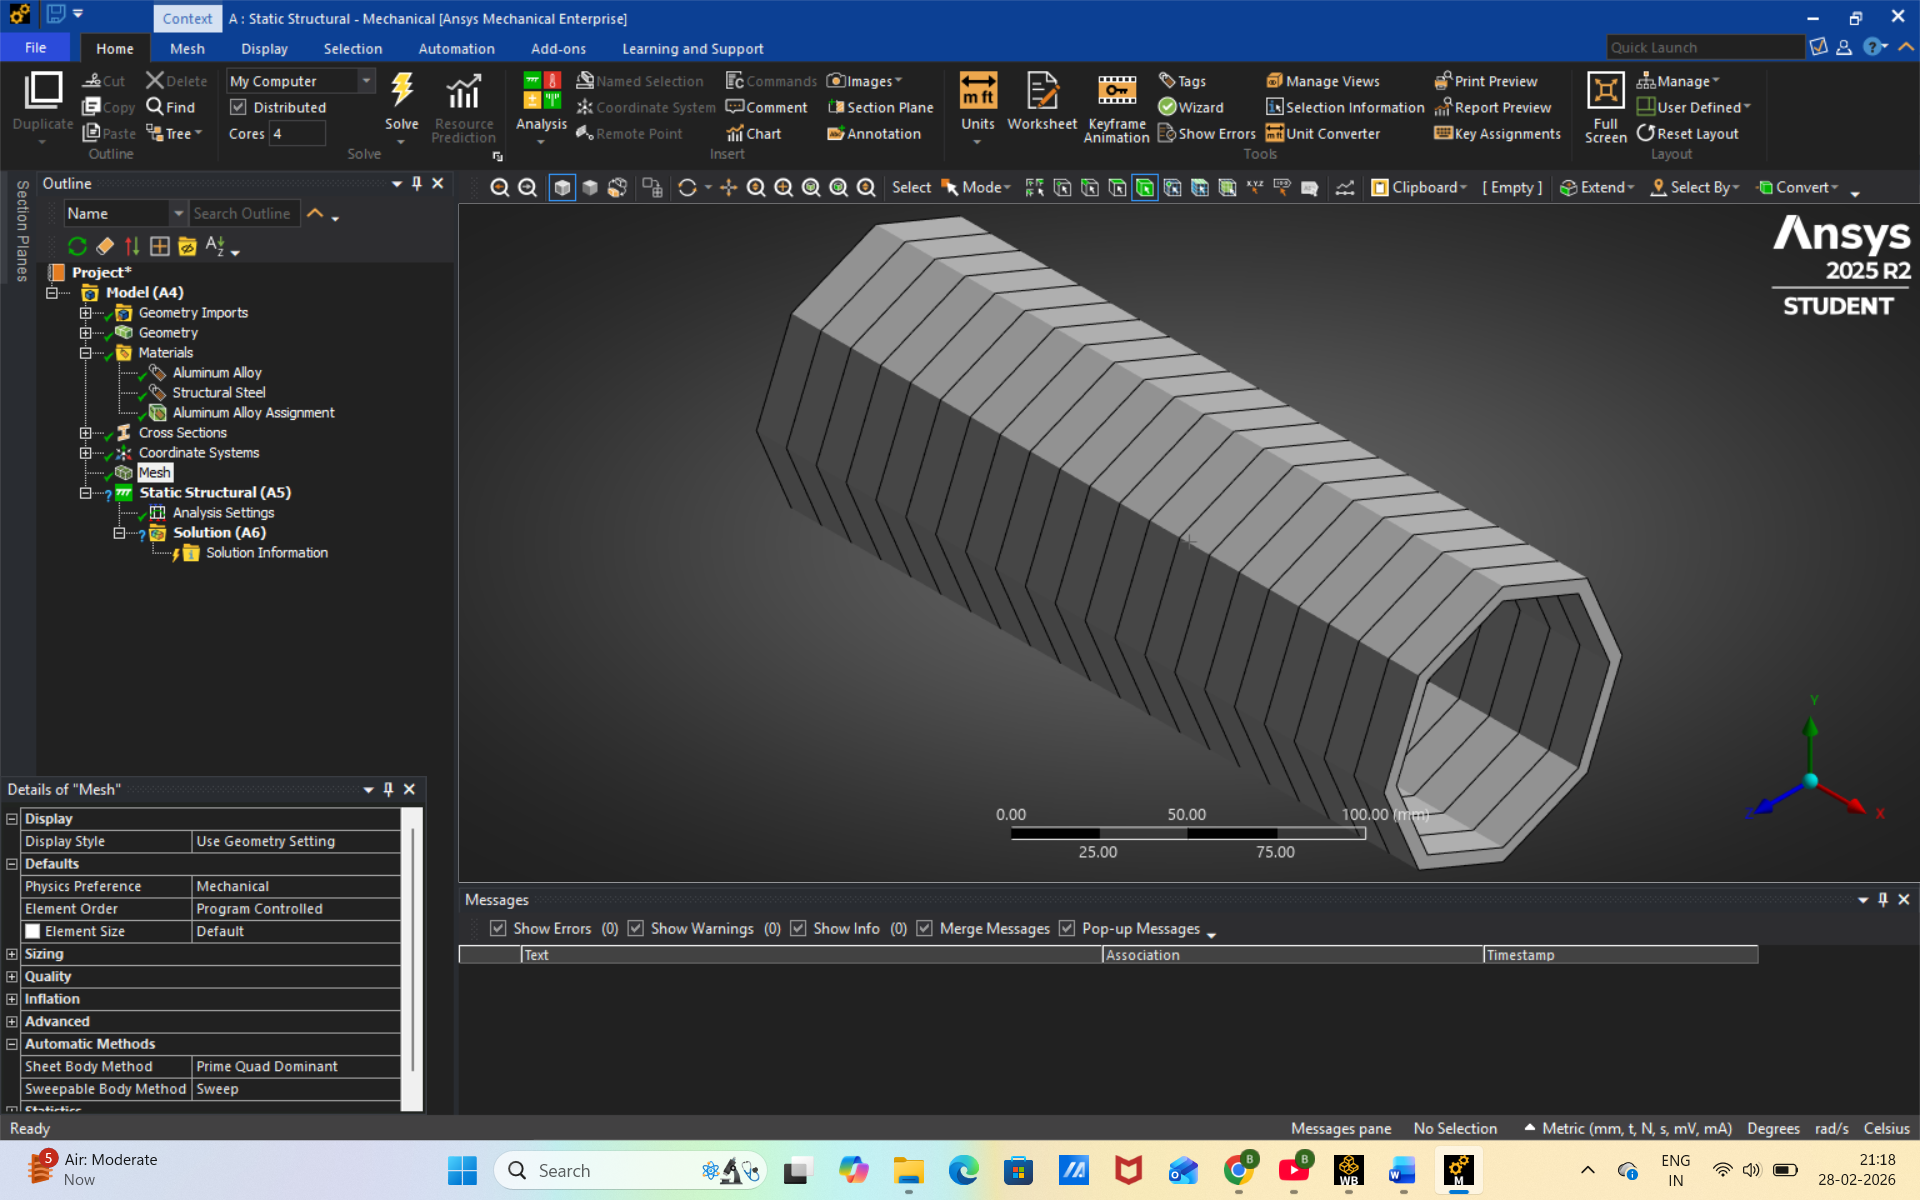 Context
A : Static Structural - Mechanical [Ansys Mechanical Enterprise]
File
Home
Mesh
Display
Selection
Automation
Add-ons
Learning and Support
Quick Launch
Duplicate
Cut
Copy
Paste
Delete
Find
Tree
Outline
My Computer
Distributed
Cores 4
Solve
Resource Prediction
Solve
Analysis
Named Selection
Coordinate System
Remote Point
Commands
Comment
Chart
Images
Section Plane
Annotation
Insert
m ft
Units
Worksheet
Keyframe Animation
Tags
Wizard
Show Errors
Manage Views
Selection Information
Unit Converter
Print Preview
Report Preview
Key Assignments
Tools
Full Screen
Manage
User Defined
Reset Layout
Layout
Section Planes
Outline
Name
Search Outline
Select
Mode
Clipboard
[ Empty ]
Extend
Select By
Convert
Project*
Model (A4)
Geometry Imports
Geometry
Materials
Aluminum Alloy
Structural Steel
Aluminum Alloy Assignment
Cross Sections
Coordinate Systems
Mesh
Static Structural (A5)
Analysis Settings
Solution (A6)
Solution Information
Ansys
2025 R2
STUDENT
Y
Z
X
0.00
50.00
100.00 (mm)
25.00
75.00
Details of "Mesh"
Display
Display Style
Use Geometry Setting
Defaults
Physics Preference
Mechanical
Element Order
Program Controlled
Element Size
Default
Sizing
Quality
Inflation
Advanced
Automatic Methods
Sheet Body Method
Prime Quad Dominant
Sweepable Body Method
Sweep
Statistics
Messages
Show Errors (0)
Show Warnings (0)
Show Info (0)
Merge Messages
Pop-up Messages
Text
Association
Timestamp
Ready
Messages pane
No Selection
Metric (mm, t, N, s, mV, mA)
Degrees
rad/s
Celsius
5
Air: Moderate
Now
Search
B
B
WB
W
M
ENG
IN
21:18
28-02-2026